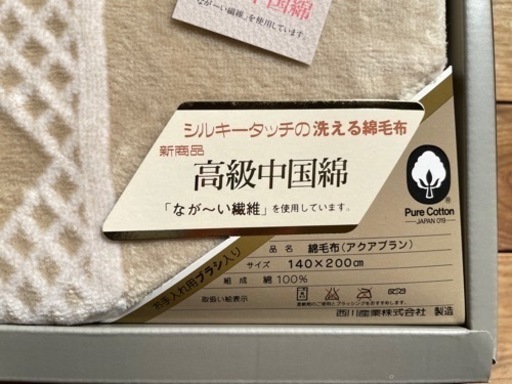 中国綿
「なが〜い繊維」を使用しています。
シルキータッチの洗える綿毛布
新商品
高級中国綿
「なが〜い繊維」を使用しています。
Pure Cotton
JAPAN 019
お手入れ用ブラシ入り
品名 綿毛布(アクアブラン)
サイズ 140×200㎝
組成 綿100%
取扱い絵表示
西川産業株式会社 製造